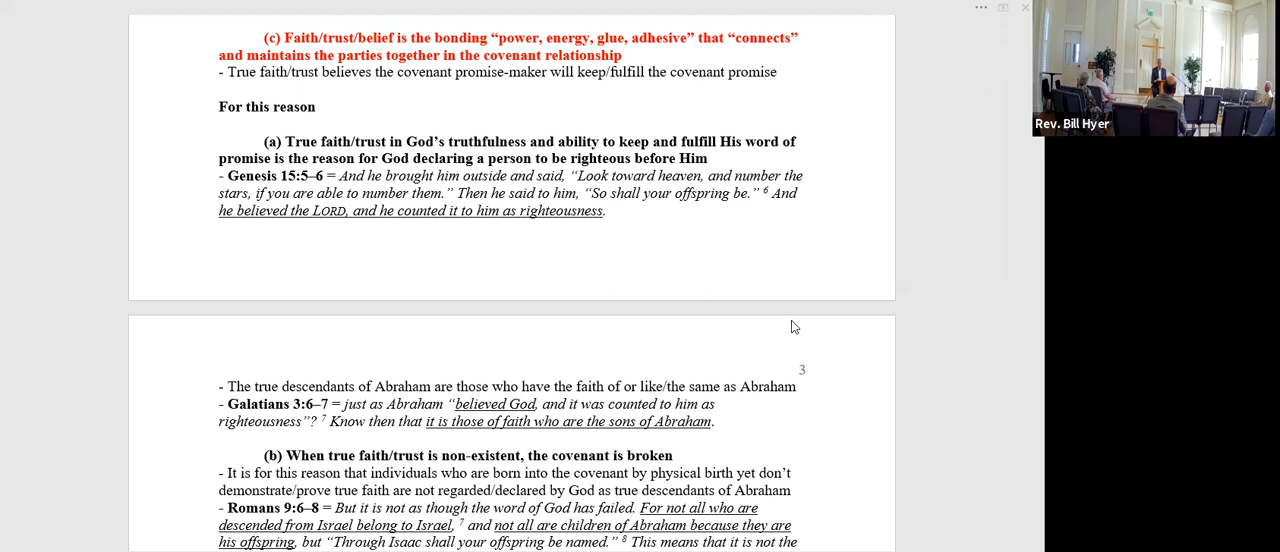 (c) Faith/trust/belief is the bonding “power, energy, glue, adhesive” that “connects”
and maintains the parties together in the covenant relationship
- True faith/trust believes the covenant promise-maker will keep/fulfill the covenant promise
For this reason
(a) True faith/trust in God’s truthfulness and ability to keep and fulfill His word of
promise is the reason for God declaring a person to be righteous before Him
- Genesis 15:5–6 = And he brought him outside and said, “Look toward heaven, and number the
stars, if you are able to number them.” Then he said to him, “So shall your offspring be.” 6 And
he believed the LORD, and he counted it to him as righteousness.
3
- The true descendants of Abraham are those who have the faith of or like/the same as Abraham
- Galatians 3:6–7 = just as Abraham “believed God, and it was counted to him as
righteousness”? 7 Know then that it is those of faith who are the sons of Abraham.
(b) When true faith/trust is non-existent, the covenant is broken
- It is for this reason that individuals who are born into the covenant by physical birth yet don’t
demonstrate/prove true faith are not regarded/declared by God as true descendants of Abraham
- Romans 9:6–8 = But it is not as though the word of God has failed. For not all who are
descended from Israel belong to Israel, 7 and not all are children of Abraham because they are
his offspring, but “Through Isaac shall your offspring be named.” 8 This means that it is not the
Rev. Bill Hyer